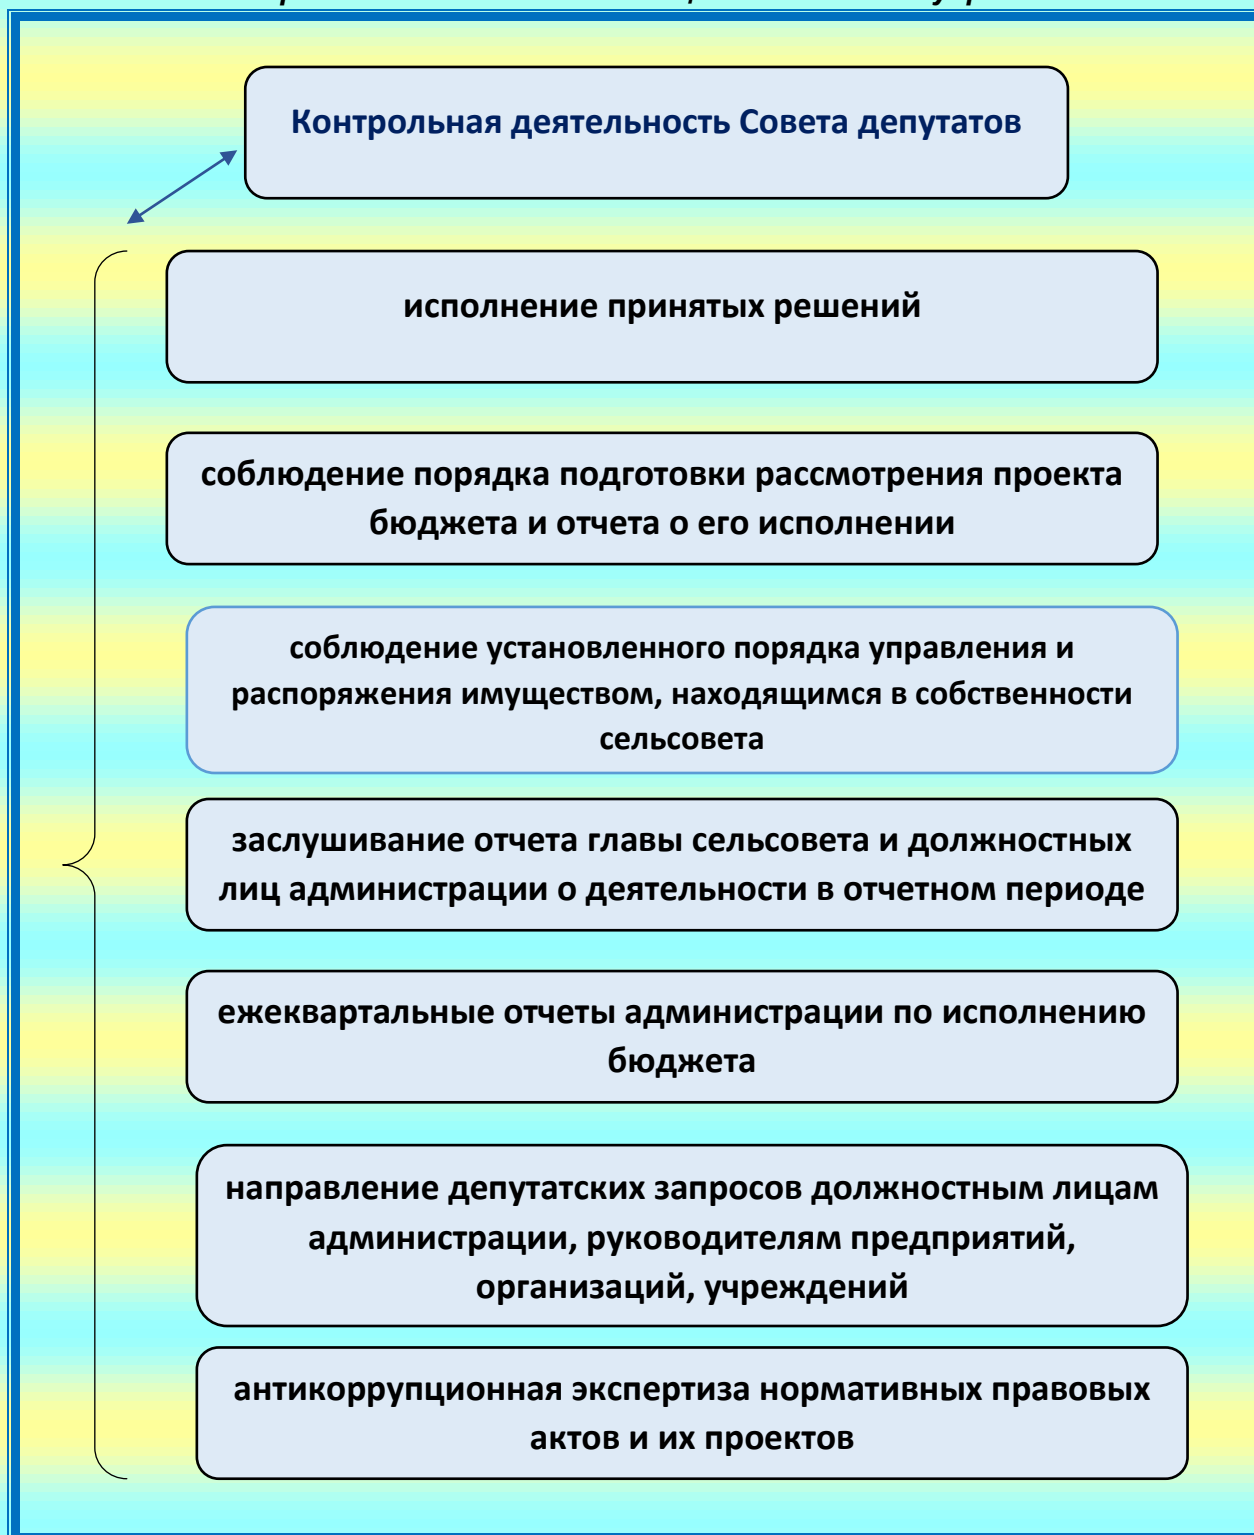 Контрольная деятельность Совета депутатов
исполнение принятых решений
соблюдение порядка подготовки рассмотрения проекта
бюджета и отчета о его исполнении
соблюдение установленного порядка управления и
распоряжения имуществом, находящимся в собственности
сельсовета
заслушивание отчета главы сельсовета и должностных
лиц администрации о деятельности в отчетном периоде
ежеквартальные отчеты администрации по исполнению
бюджета
направление депутатских запросов должностным лицам
администрации, руководителям предприятий,
организаций, учреждений
антикоррупционная экспертиза нормативных правовых
актов и их проектов